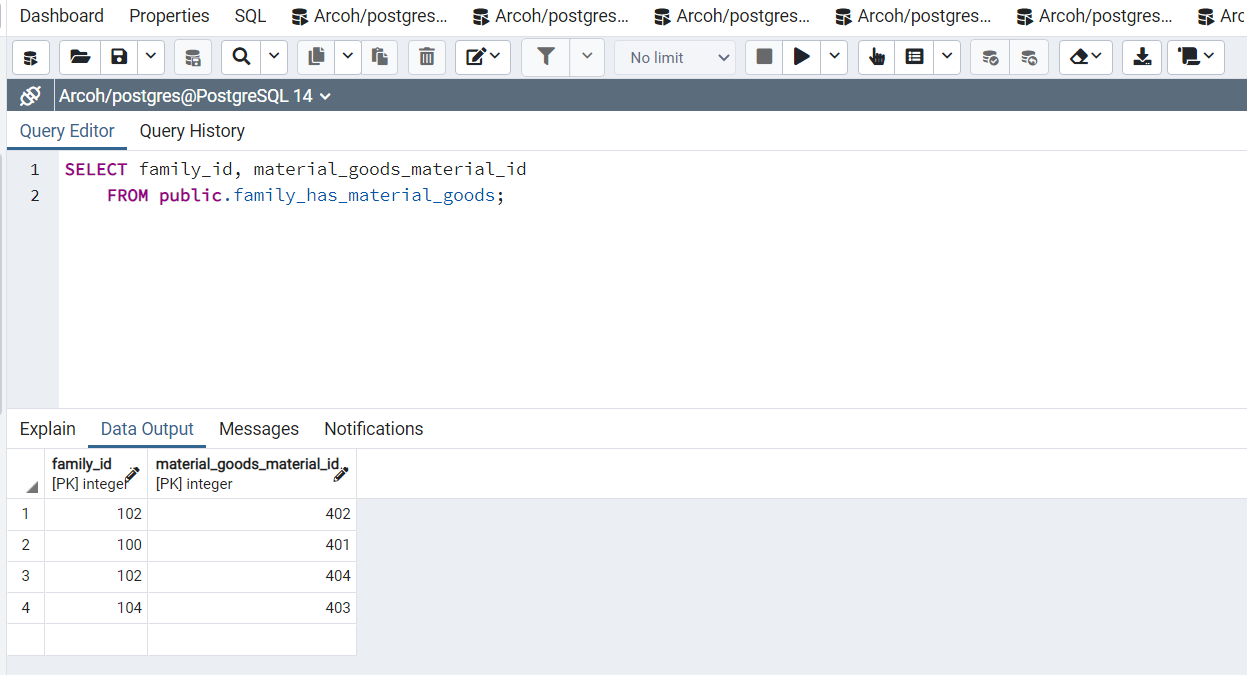 Dashboard Properties SQL Arcoh/postgres... Arcoh/postgres... Arcoh/postgres... Arcoh/postgres... Arcoh/postgres... Arc
No limit
Arcoh/postgres@PostgreSQL 14
Query Editor Query History
1 SELECT family_id, material_goods_material_id
2 FROM public.family_has_material_goods;
Explain Data Output Messages Notifications
family_id material_goods_material_id
[PK] integer [PK] integer
1 102 402
2 100 401
3 102 404
4 104 403